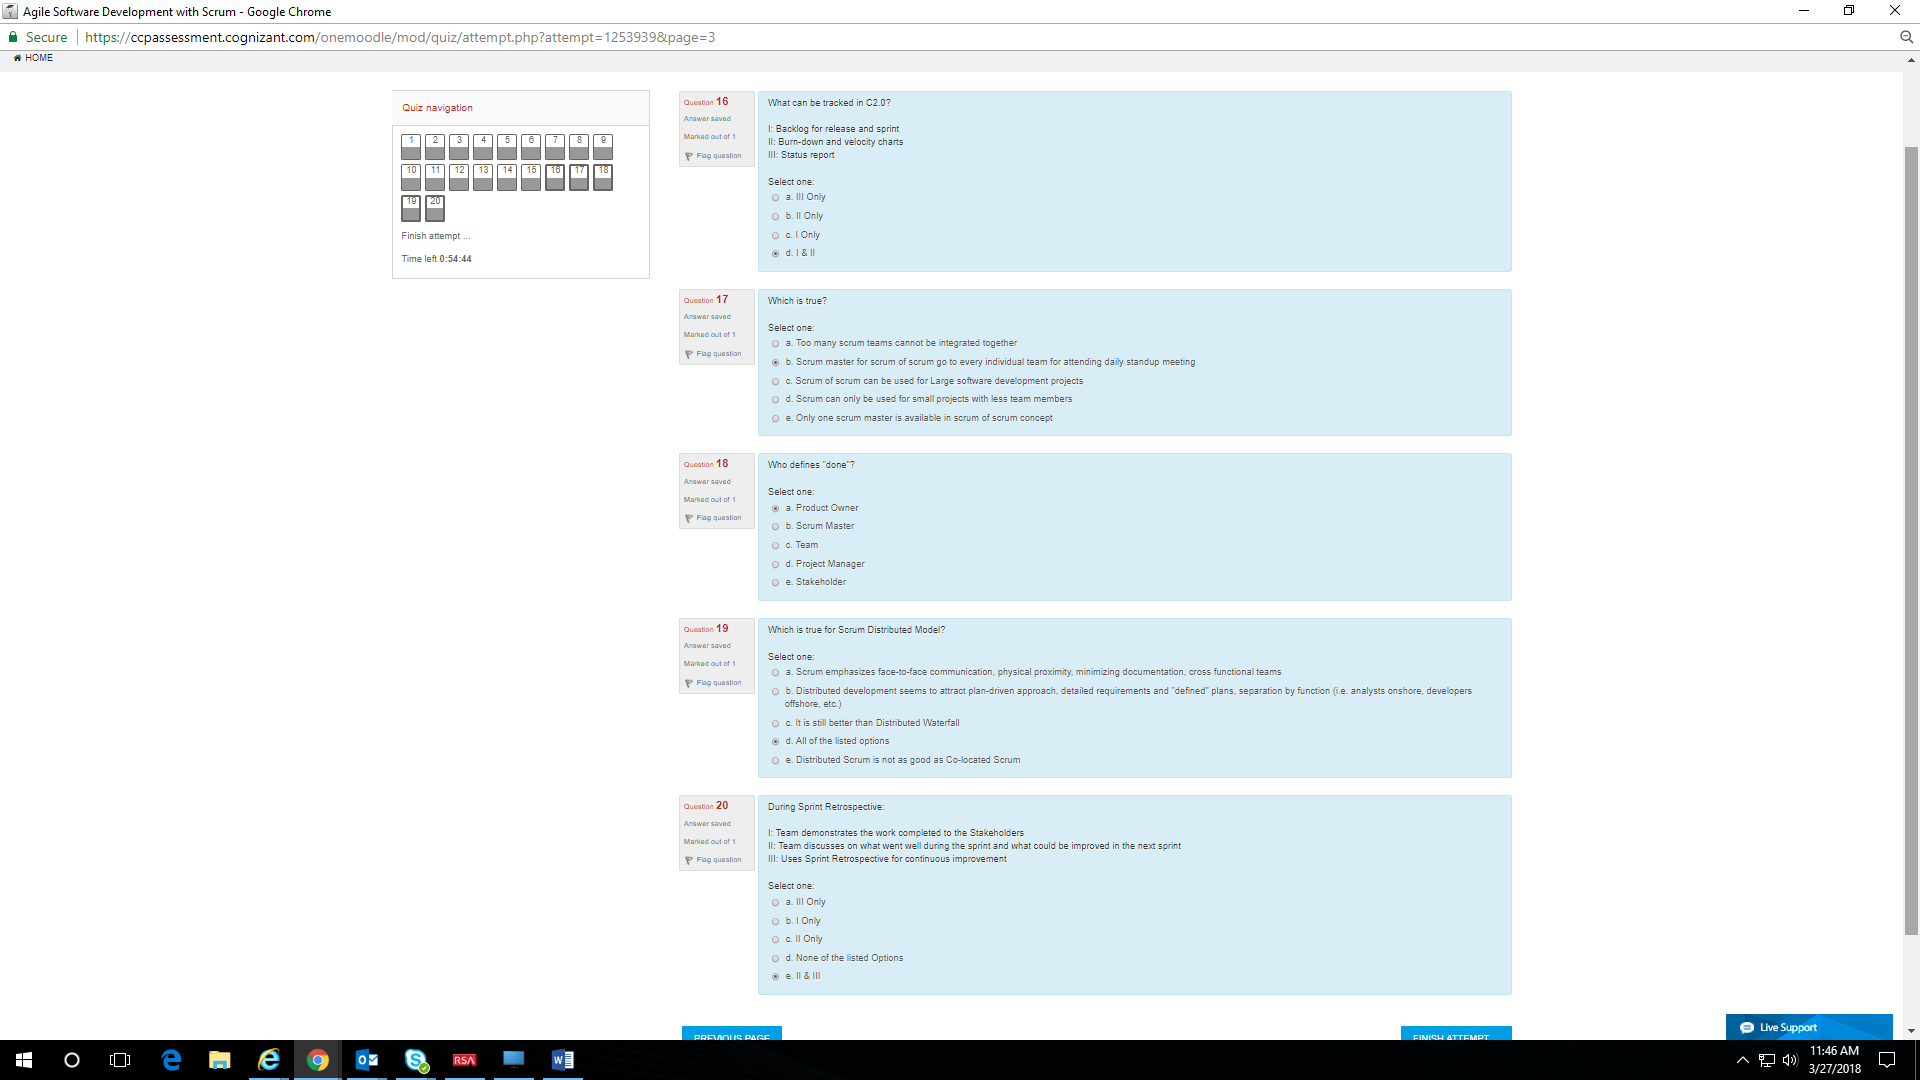 Agile Software Development with Scrum - Google Chrome
Secure https://ccpassessment.cognizant.com/onemoodle/mod/quiz/attempt.php?attempt=1253939&page=3
HOME
Quiz navigation
1 2 3 4 5 6 7 8 9
10 11 12 13 14 15 16 17 18
19 20
Finish attempt ...
Time left 0:54:44
Question 16
Answer saved
Marked out of 1
Flag question
What can be tracked in C2.0?
I: Backlog for release and sprint
II: Burn-down and velocity charts
III: Status report
Select one:
a. III Only
b. II Only
c. I Only
d. I & II
Question 17
Answer saved
Marked out of 1
Flag question
Which is true?
Select one:
a. Too many scrum teams cannot be integrated together
b. Scrum master for scrum of scrum go to every individual team for attending daily standup meeting
c. Scrum of scrum can be used for Large software development projects
d. Scrum can only be used for small projects with less team members
e. Only one scrum master is available in scrum of scrum concept
Question 18
Answer saved
Marked out of 1
Flag question
Who defines "done"?
Select one:
a. Product Owner
b. Scrum Master
c. Team
d. Project Manager
e. Stakeholder
Question 19
Answer saved
Marked out of 1
Flag question
Which is true for Scrum Distributed Model?
Select one:
a. Scrum emphasizes face-to-face communication, physical proximity, minimizing documentation, cross functional teams
b. Distributed development seems to attract plan-driven approach, detailed requirements and "defined" plans, separation by function (i.e. analysts onshore, developers
offshore, etc.)
c. It is still better than Distributed Waterfall
d. All of the listed options
e. Distributed Scrum is not as good as Co-located Scrum
Question 20
Answer saved
Marked out of 1
Flag question
During Sprint Retrospective:
I: Team demonstrates the work completed to the Stakeholders
II: Team discusses on what went well during the sprint and what could be improved in the next sprint
III: Uses Sprint Retrospective for continuous improvement
Select one:
a. III Only
b. I Only
c. II Only
d. None of the listed Options
e. II & III
PREVIOUS PAGE
FINISH ATTEMPT
Live Support
RSA
11:46 AM
3/27/2018